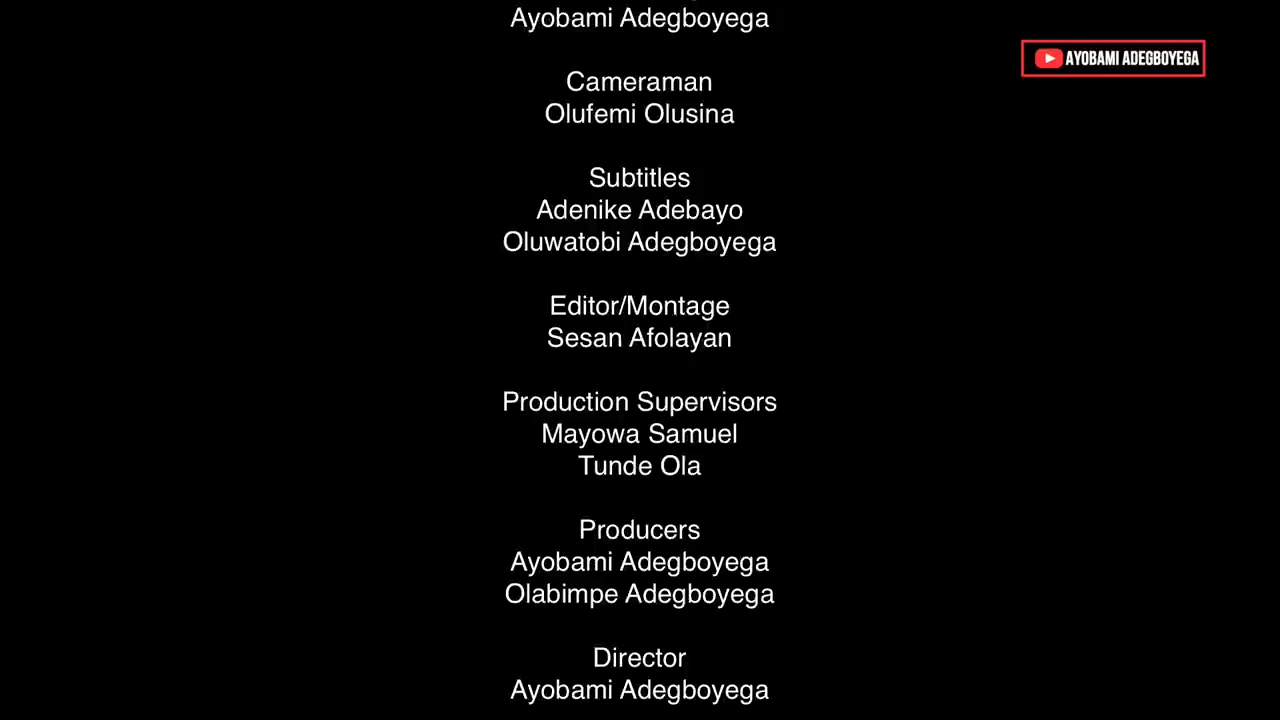 Ayobami Adegboyega
AYOBAMI ADEGBOYEGA
Cameraman
Olufemi Olusina
Subtitles
Adenike Adebayo
Oluwatobi Adegboyega
Editor/Montage
Sesan Afolayan
Production Supervisors
Mayowa Samuel
Tunde Ola
Producers
Ayobami Adegboyega
Olabimpe Adegboyega
Director
Ayobami Adegboyega